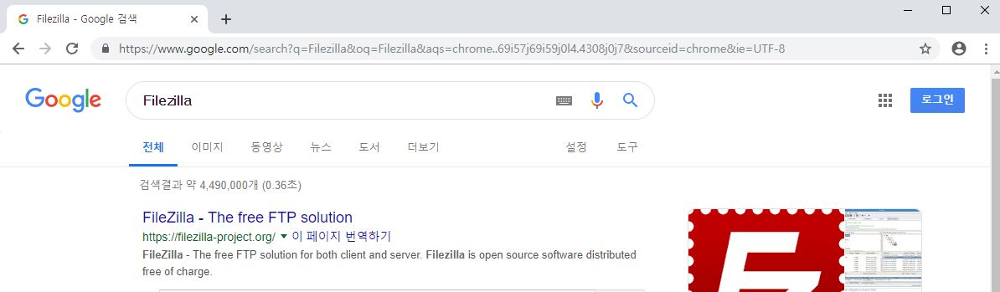 Filezilla - Google 검색
https://www.google.com/search?q=Filezilla&oq=Filezilla&aqs=chrome..69i57j69i59j0l4.4308j0j7&sourceid=chrome&ie=UTF-8
Google
Filezilla
로그인
전체 이미지 동영상 뉴스 도서 더보기 설정 도구
검색결과 약 4,490,000개 (0.36초)
FileZilla - The free FTP solution
https://filezilla-project.org/ 이 페이지 번역하기
FileZilla - The free FTP solution for both client and server. Filezilla is open source software distributed
free of charge.